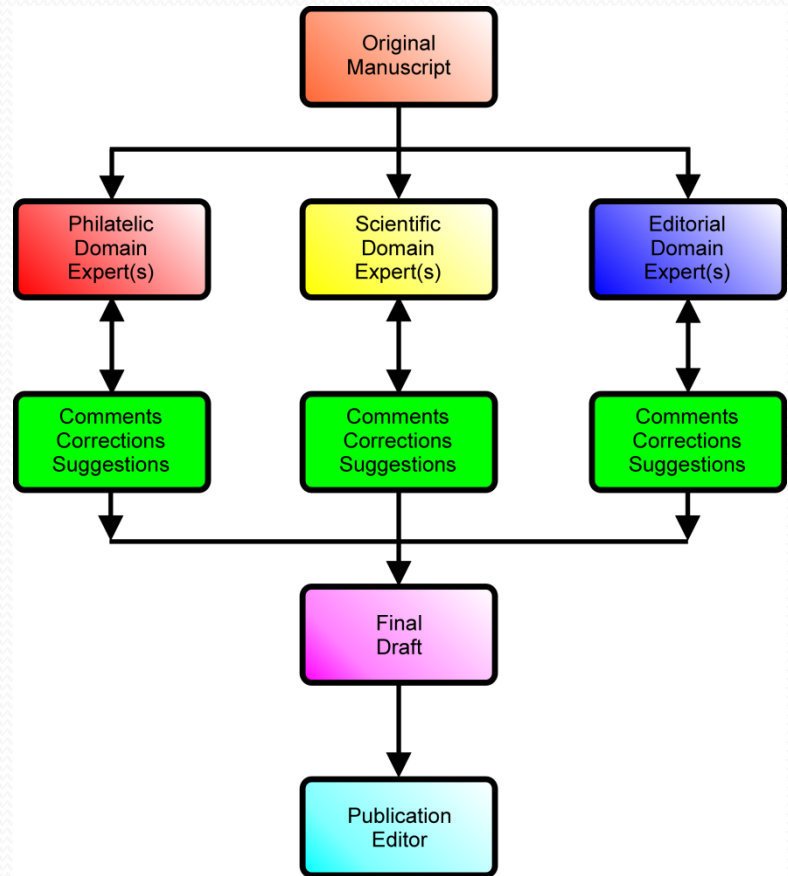 Original
Manuscript
Philatelic
Domain
Expert(s)
Scientific
Domain
Expert(s)
Editorial
Domain
Expert(s)
Comments
Corrections
Suggestions
Comments
Corrections
Suggestions
Comments
Corrections
Suggestions
Final
Draft
Publication
Editor